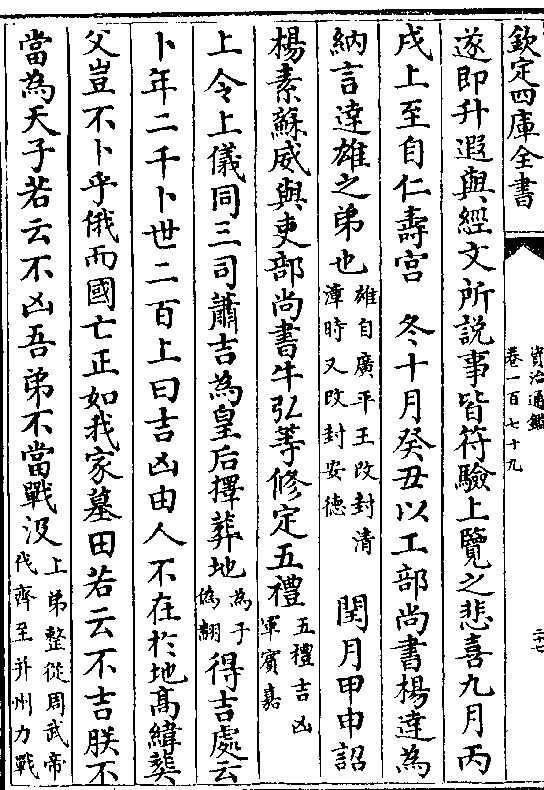 欽定四庫全書
資治通鑑
卷一百七十九
二十七
遂即升遐與經文所説事皆符驗上覽之悲喜九月丙
戌上至自仁壽宫 冬十月癸丑以工部尚書楊達為
納言達雄之弟也雄自廣平王改封清漳時又改封安德 閏月甲申詔
楊素蘇威與吏部尚書牛弘等修定五禮五禮吉凶軍賓嘉
上令上儀同三司蕭吉為皇后擇葬地為于偽翻得吉處云
卜年二千卜世二百上曰吉凶由人不在於地髙緯葬
父豈不卜乎俄而國亡正如我家墓田若云不吉朕不
當為天子若云不凶吾弟不當戰没上弟整從周武帝伐齊至并州力戰